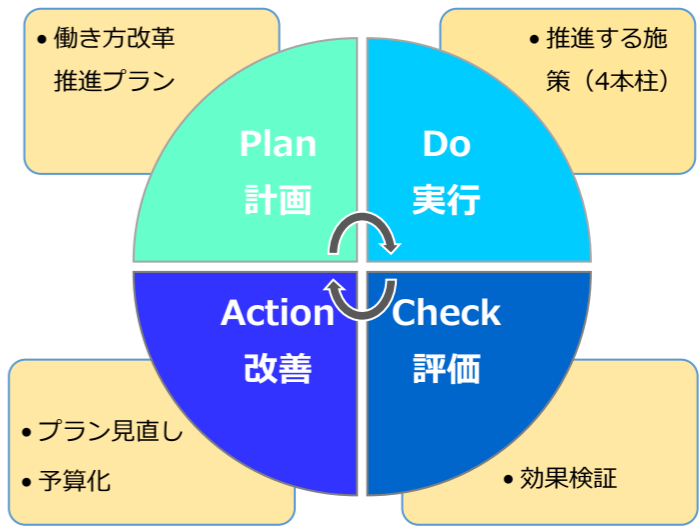 • 働き方改革
推進プラン
• 推進する施
策（4本柱）
Plan
計画
Do
実行
Action
改善
Check
評価
• プラン見直し
• 予算化
• 効果検証